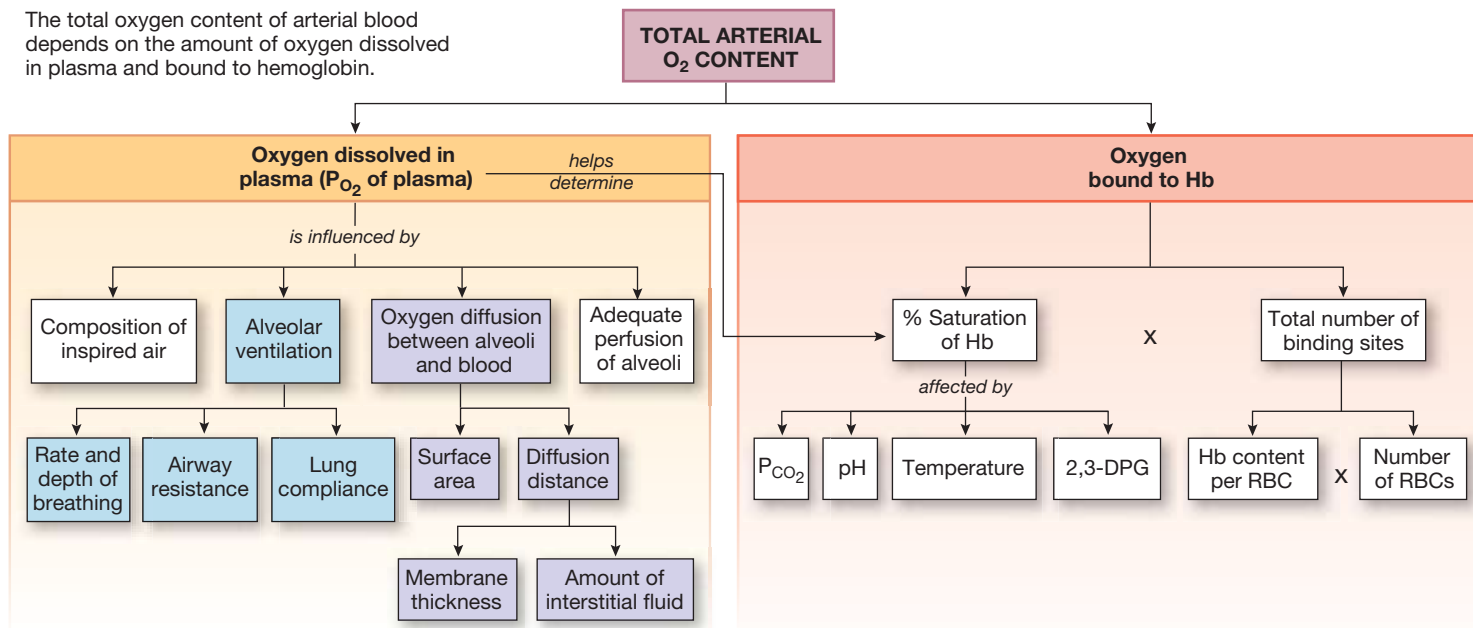 The total oxygen content of arterial blood
depends on the amount of oxygen dissolved
in plasma and bound to hemoglobin.
TOTAL ARTERIAL
O₂ CONTENT
Oxygen dissolved in
plasma (P_O₂ of plasma)
helps
determine
Oxygen
bound to Hb
is influenced by
Composition of
inspired air
Alveolar
ventilation
Oxygen diffusion
between alveoli
and blood
Adequate
perfusion
of alveoli
% Saturation
of Hb
x
Total number of
binding sites
affected by
Rate and
depth of
breathing
Airway
resistance
Lung
compliance
Surface
area
Diffusion
distance
P_CO₂
pH
Temperature
2,3-DPG
Hb content
per RBC
x
Number
of RBCs
Membrane
thickness
Amount of
interstitial fluid